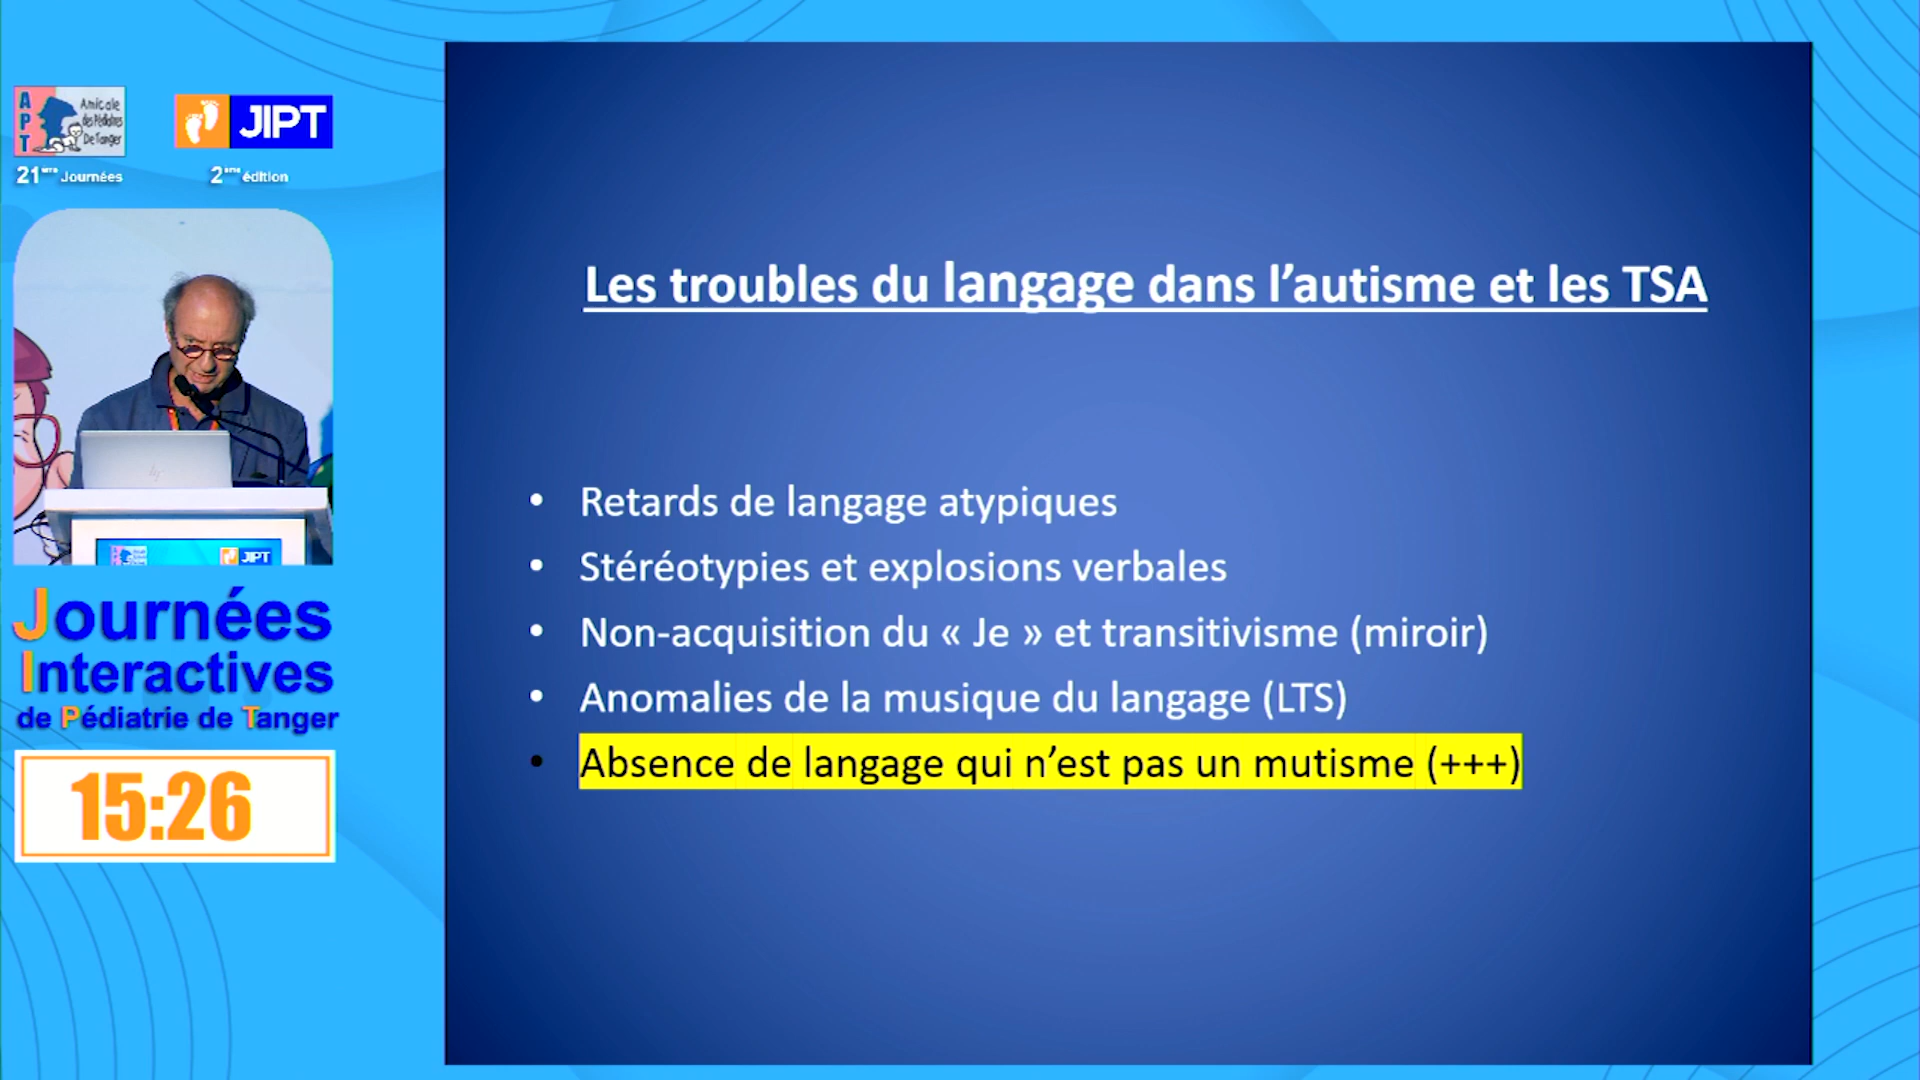 APT
Amicale
des Pédiatres
De Tanger
JIPT
21ème Journées
2ème édition
Les troubles du langage dans l’autisme et les TSA
• Retards de langage atypiques
• Stéréotypies et explosions verbales
• Non-acquisition du « Je » et transitivisme (miroir)
• Anomalies de la musique du langage (LTS)
• Absence de langage qui n’est pas un mutisme (+++)
hp
JIPT
Journées
Interactives
de Pédiatrie de Tanger
15:26